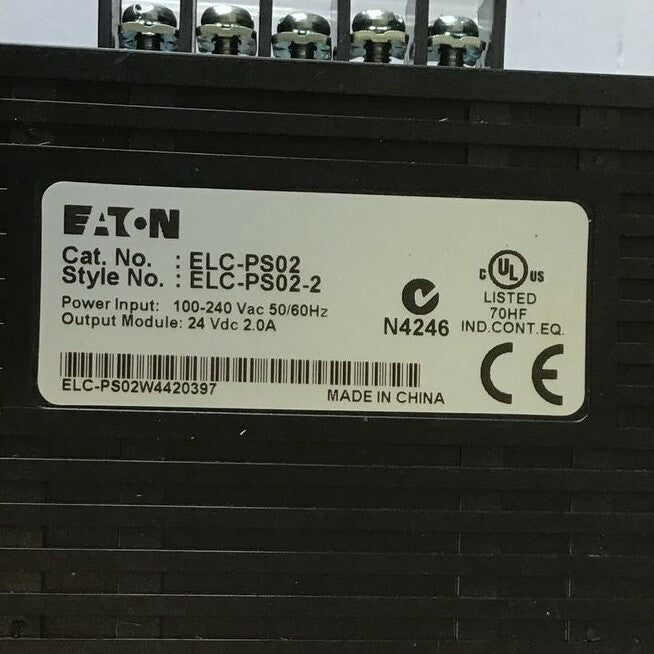 EATON
Cat. No. : ELC-PS02
Style No. : ELC-PS02-2
Power Input: 100-240 Vac 50/60Hz
Output Module: 24 Vdc 2.0A
N4246
C UL US
LISTED
70HF
IND.CONT.EQ.
CE
ELC-PS02W4420397
MADE IN CHINA